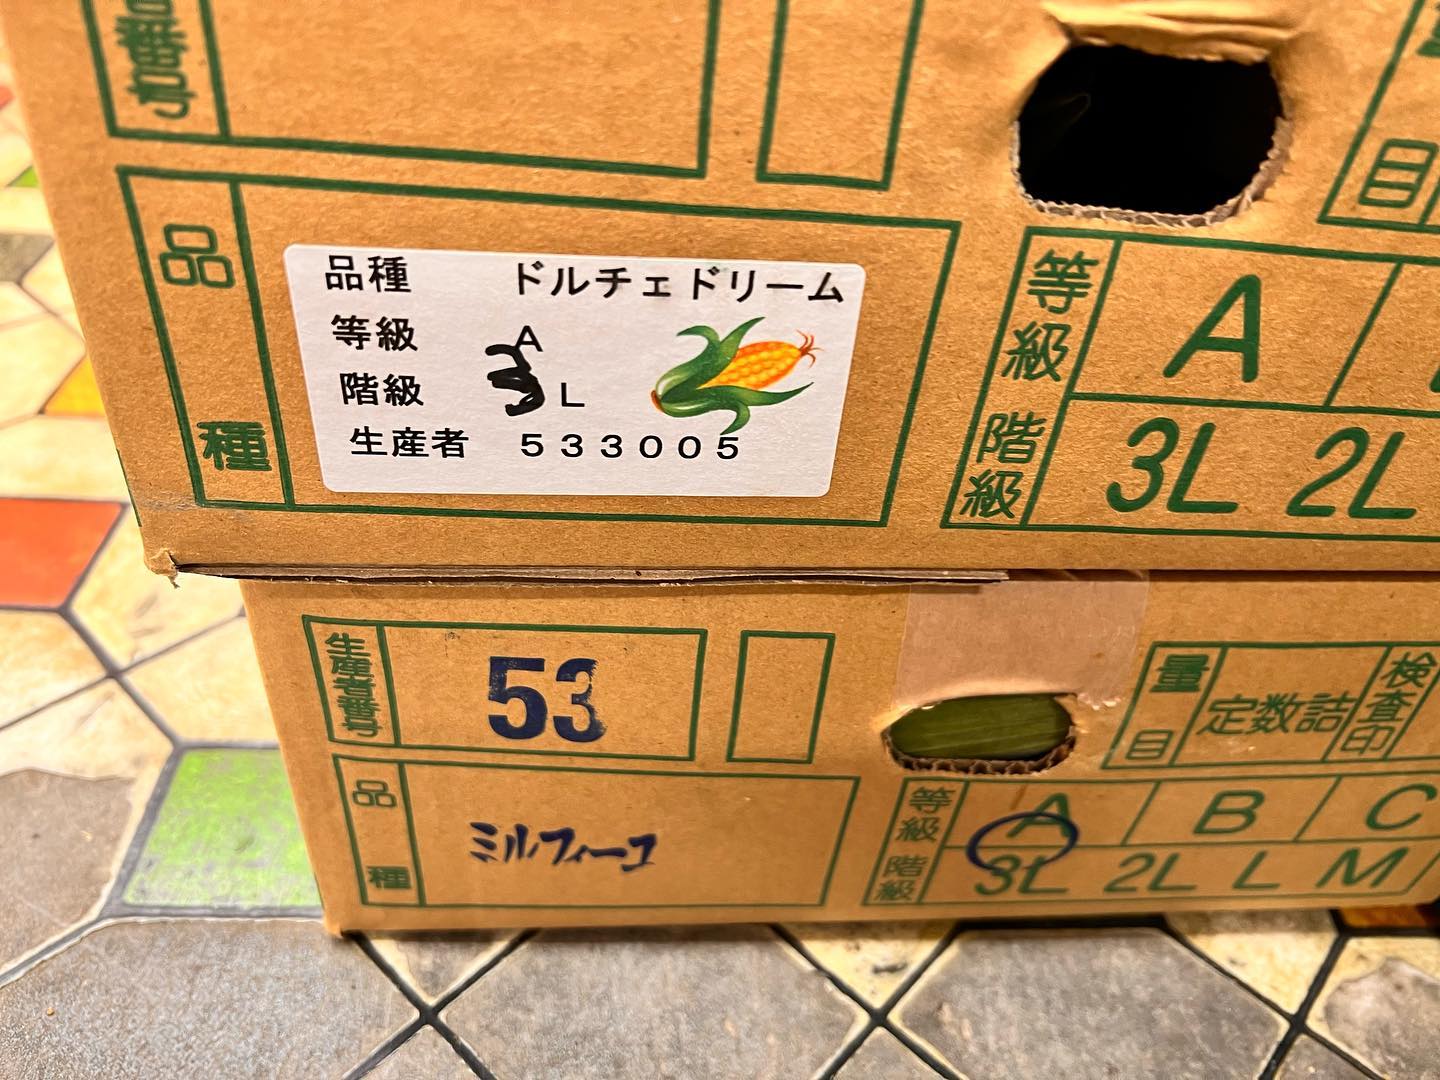 番号
品種
品種 ドルチェドリーム
等級 A
階級 3L
生産者 533005
等級 A
階級 3L 2L
目
生産者番号 53
量目 定数詰 検査印
品種 ミルフィーユ
等級 A B C
階級 3L 2L L M